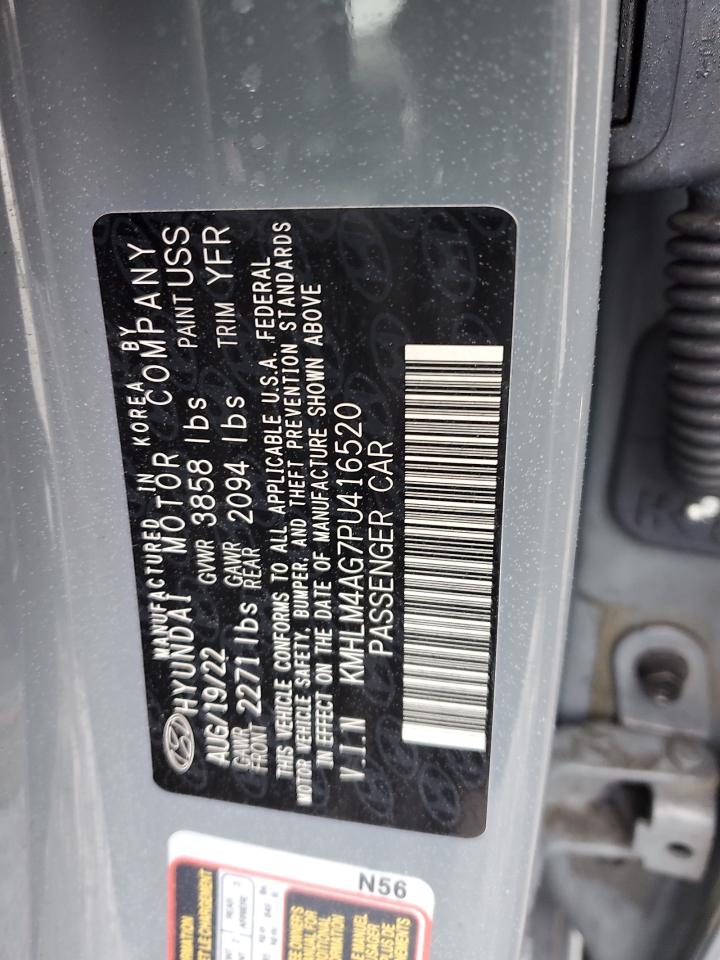 MANUFACTURED IN KOREA BY
HYUNDAI MOTOR COMPANY
AUG/19/22 GVWR 3858 lbs PAINT USS
GAWR FRONT 2271 lbs GAWR REAR 2094 lbs TRIM YFR
THIS VEHICLE CONFORMS TO ALL APPLICABLE U.S.A. FEDERAL
MOTOR VEHICLE SAFETY, BUMPER, AND THEFT PREVENTION STANDARDS
IN EFFECT ON THE DATE OF MANUFACTURE SHOWN ABOVE
V.I.N KMHLM4AG7PU416520
PASSENGER CAR
N56